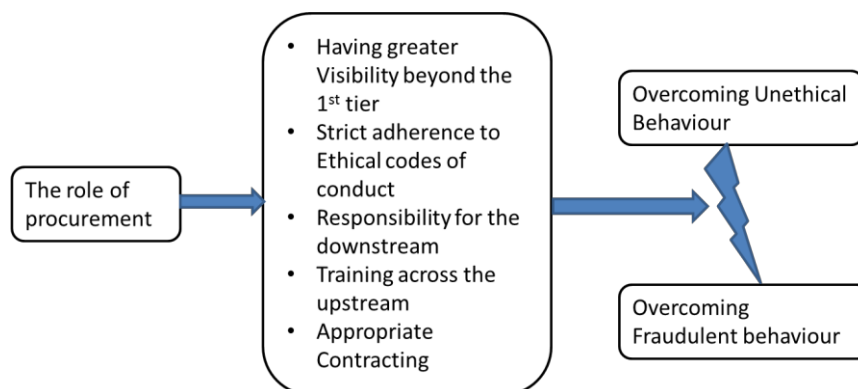 The role of
procurement
• Having greater
Visibility beyond the
1st tier
• Strict adherence to
Ethical codes of
conduct
• Responsibility for the
downstream
• Training across the
upstream
• Appropriate
Contracting
Overcoming Unethical
Behaviour
Overcoming
Fraudulent behaviour